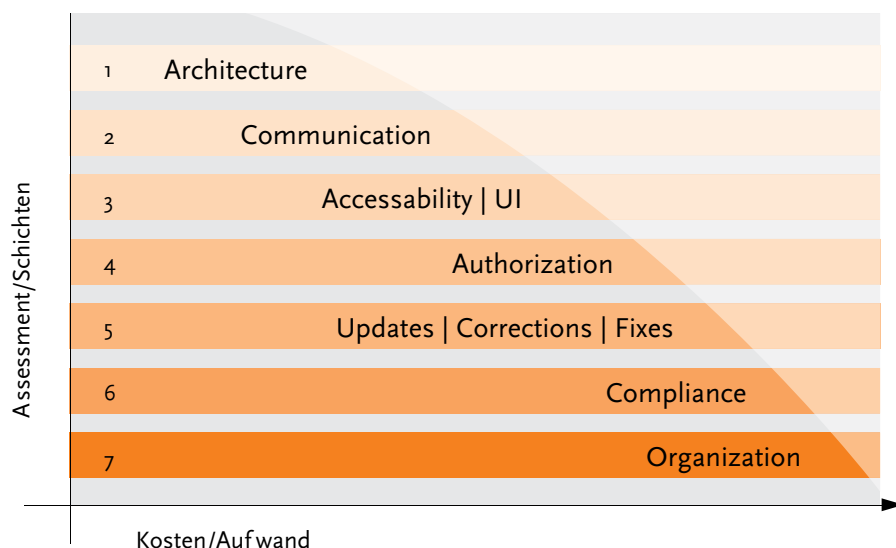 1 Architecture
2 Communication
3 Accessability | UI
4 Authorization
5 Updates | Corrections | Fixes
6 Compliance
7 Organization
Assessment/Schichten
Kosten/Aufwand